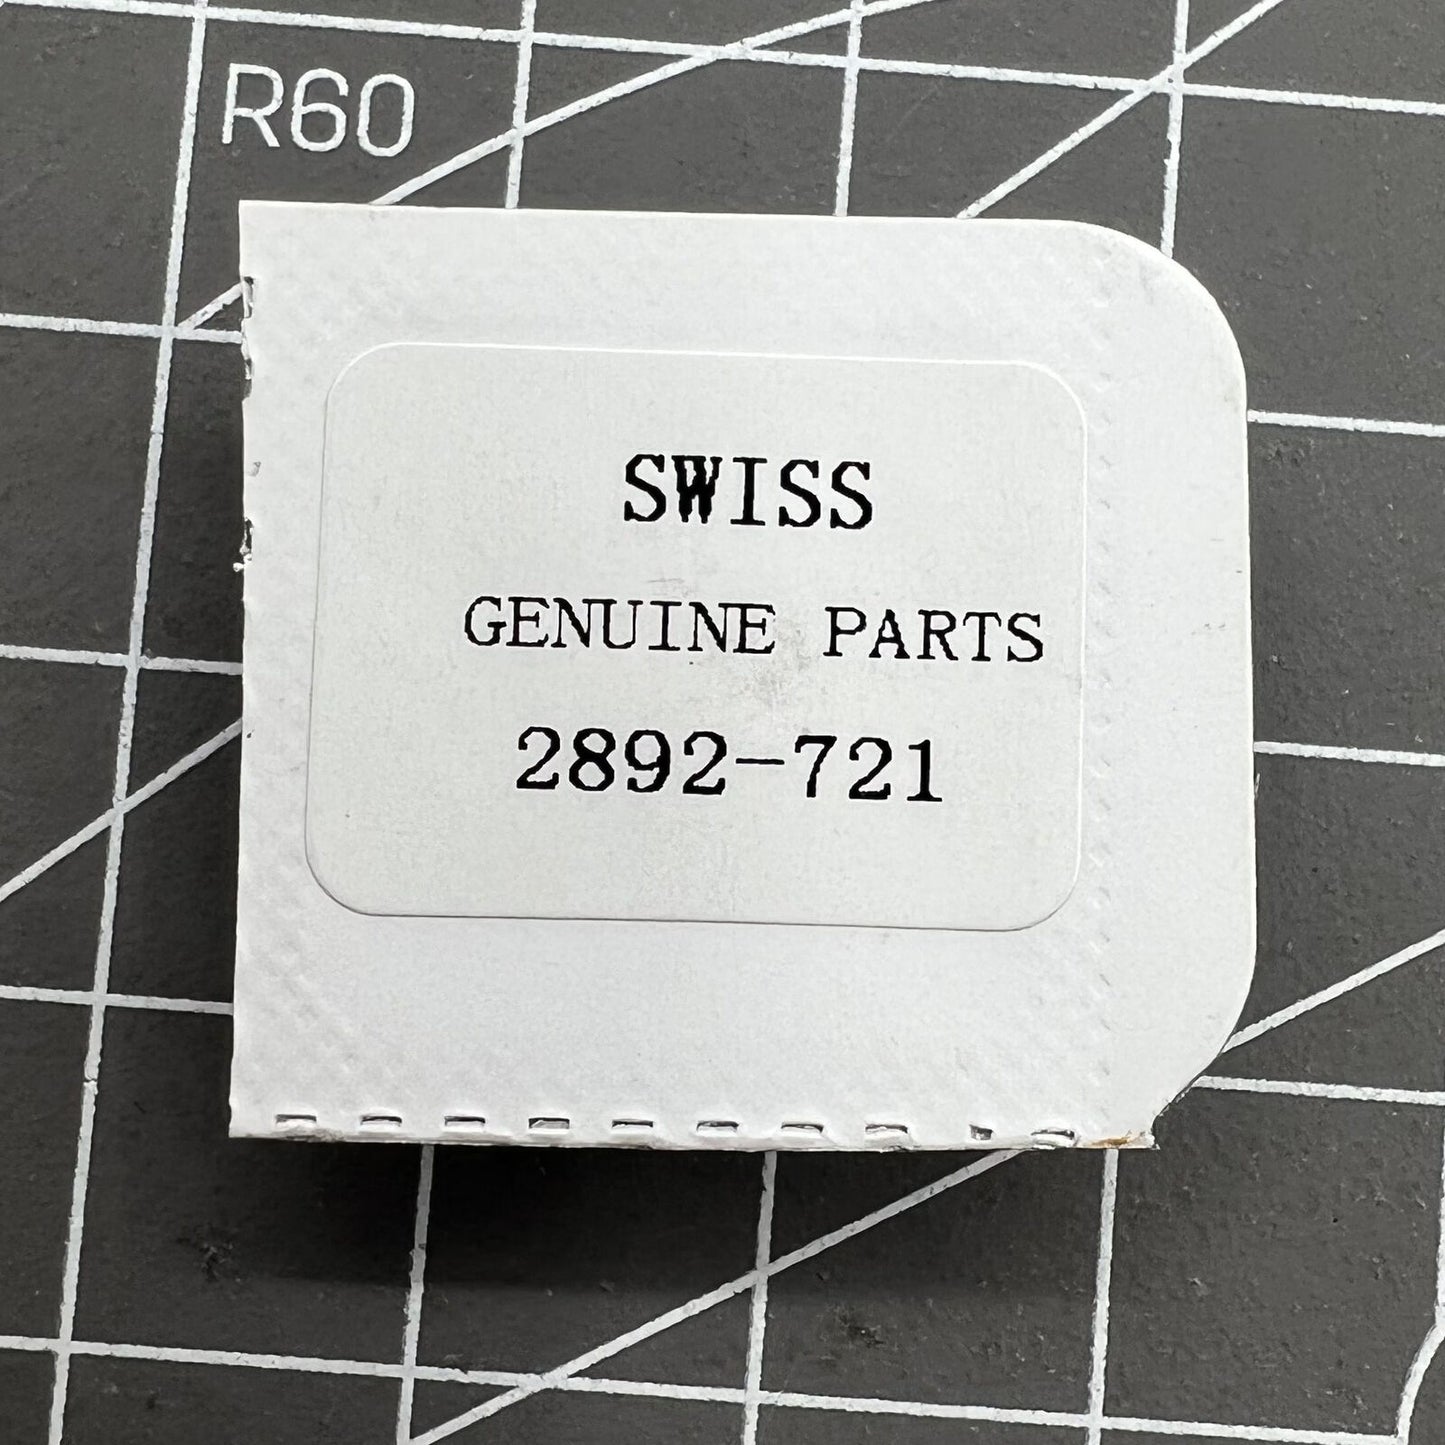 R60
SWISS
GENUINE PARTS
2892-721